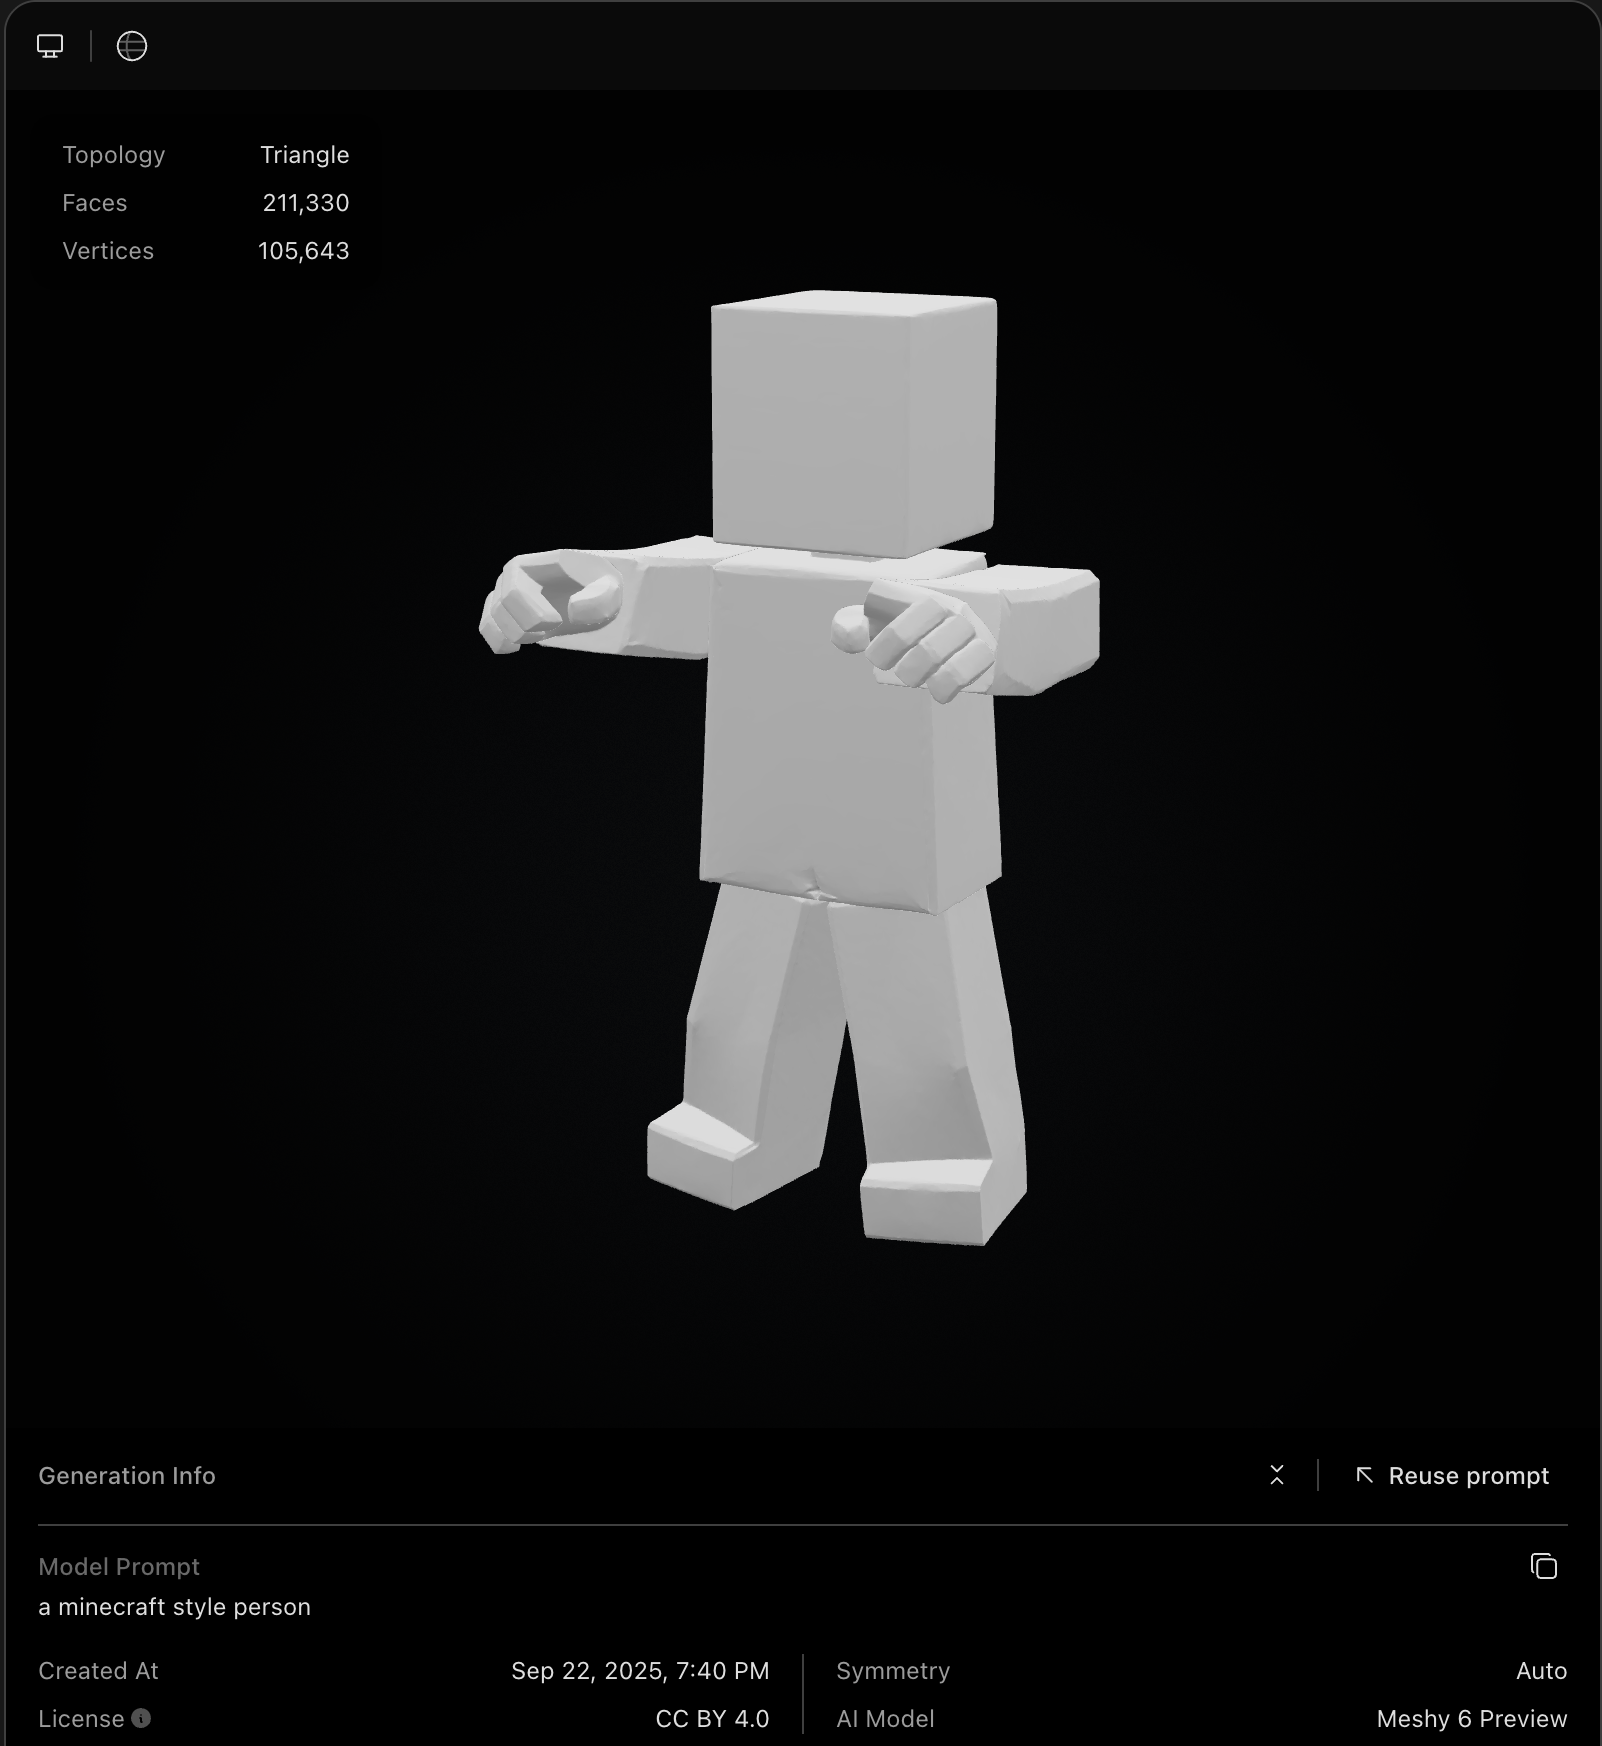 Topology Triangle
Faces 211,330
Vertices 105,643
Generation Info Reuse prompt
Model Prompt
a minecraft style person
Created At Sep 22, 2025, 7:40 PM Symmetry Auto
License CC BY 4.0 AI Model Meshy 6 Preview